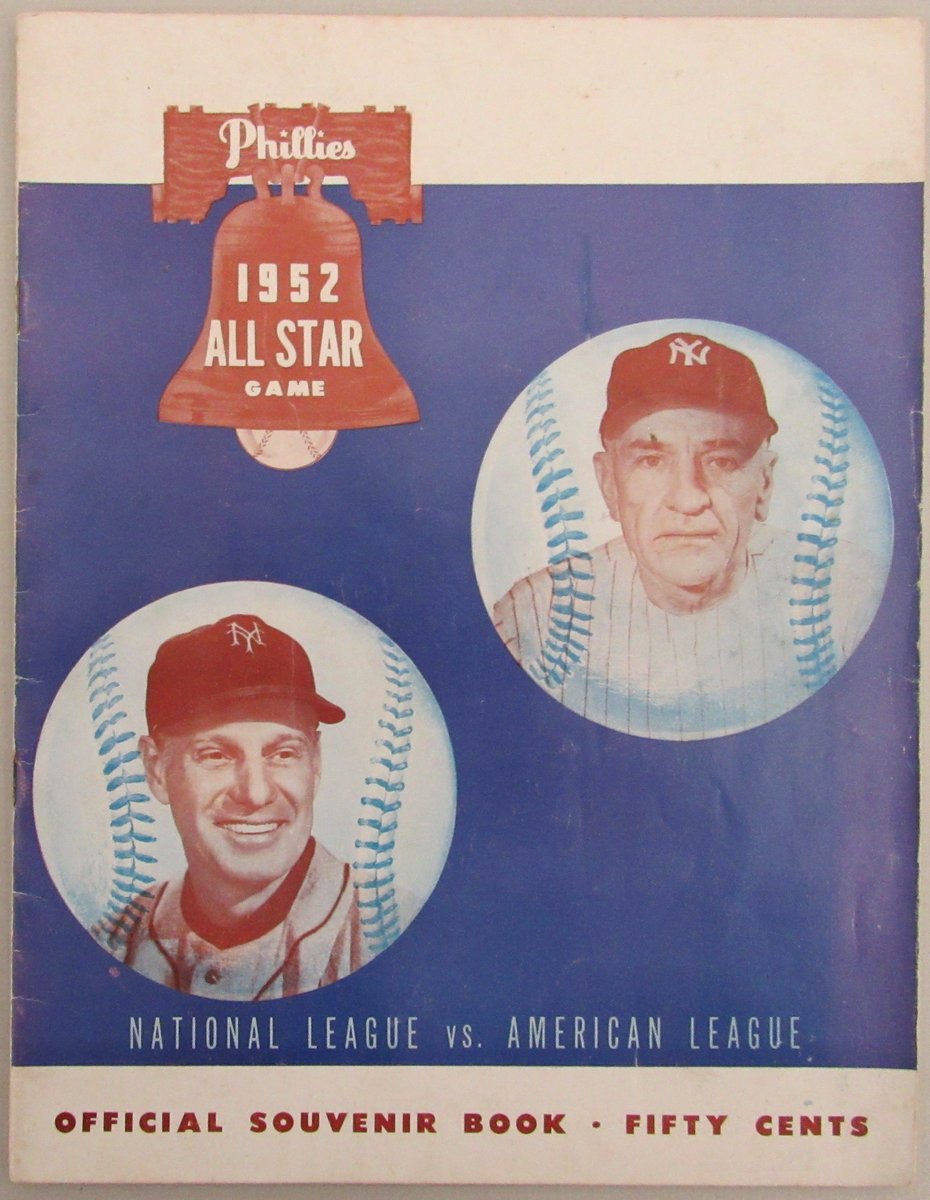 Phillies
1952
ALL STAR
GAME
NY
NY
NATIONAL LEAGUE vs. AMERICAN LEAGUE
OFFICIAL SOUVENIR BOOK • FIFTY CENTS